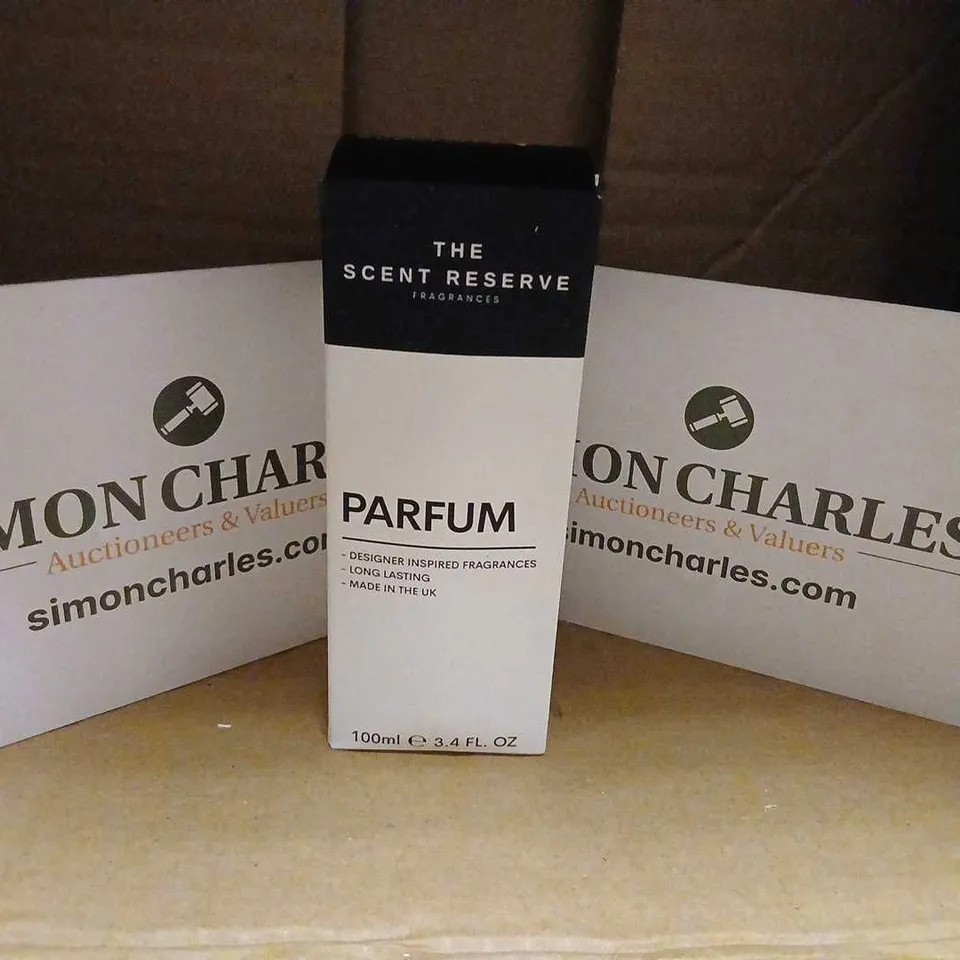 THE
SCENT RESERVE
FRAGRANCES
PARFUM
- DESIGNER INSPIRED FRAGRANCES
- LONG LASTING
- MADE IN THE UK
100ml ℮ 3.4 FL. OZ
MON CHAR
Auctioneers & Valuers
simoncharles.com
ION CHARLES
Auctioneers & Valuers
simoncharles.com